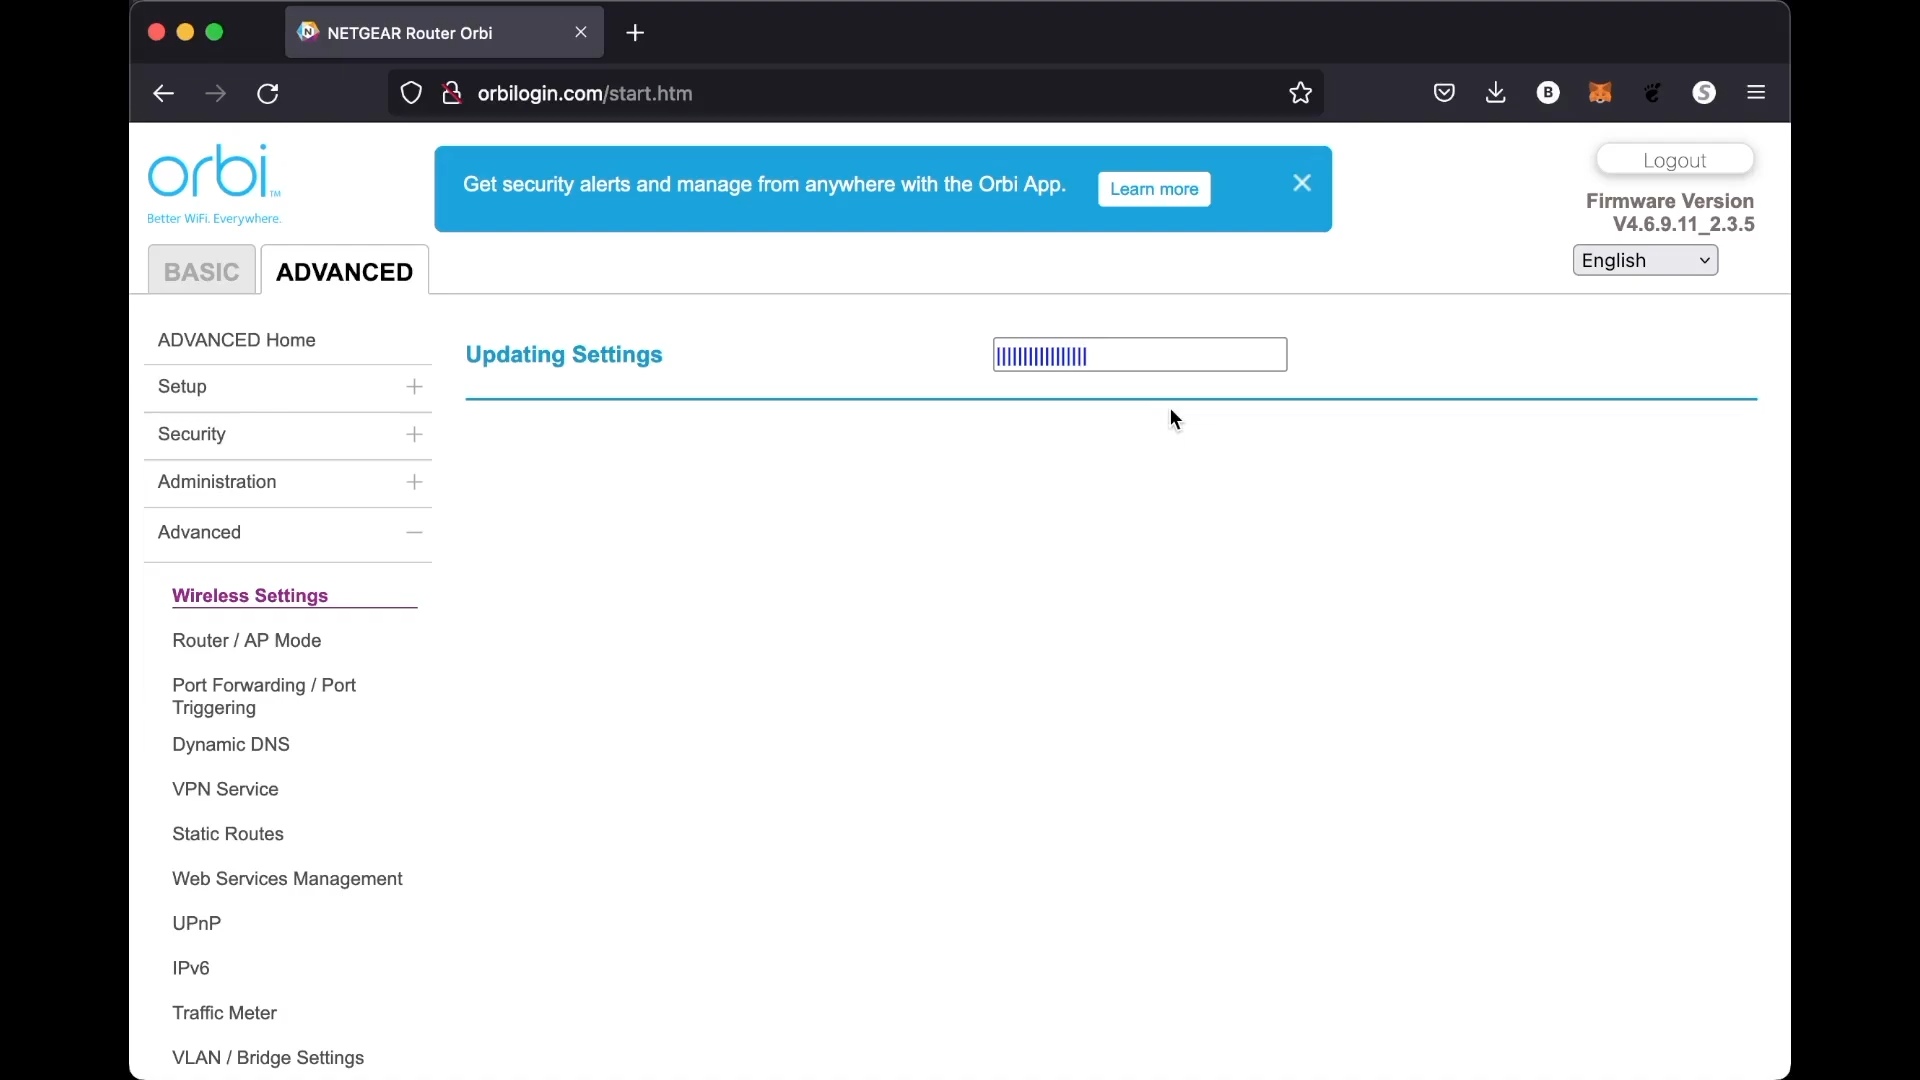 NETGEAR Router Orbi
orbilogin.com/start.htm
B
S
orbi™
Better WiFi. Everywhere.
Get security alerts and manage from anywhere with the Orbi App.
Learn more
Logout
Firmware Version
V4.6.9.11_2.3.5
English
BASIC
ADVANCED
ADVANCED Home
Setup
Security
Administration
Advanced
Wireless Settings
Router / AP Mode
Port Forwarding / Port
Triggering
Dynamic DNS
VPN Service
Static Routes
Web Services Management
UPnP
IPv6
Traffic Meter
VLAN / Bridge Settings
Updating Settings
|||||||||||||||||